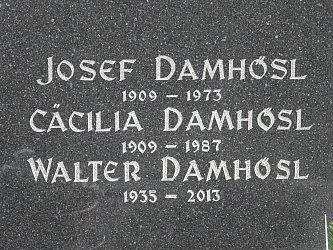 JOSEF DAMHÖSL
1909 – 1973
CÄCILIA DAMHÖSL
1909 – 1987
WALTER DAMHÖSL
1935 – 2013